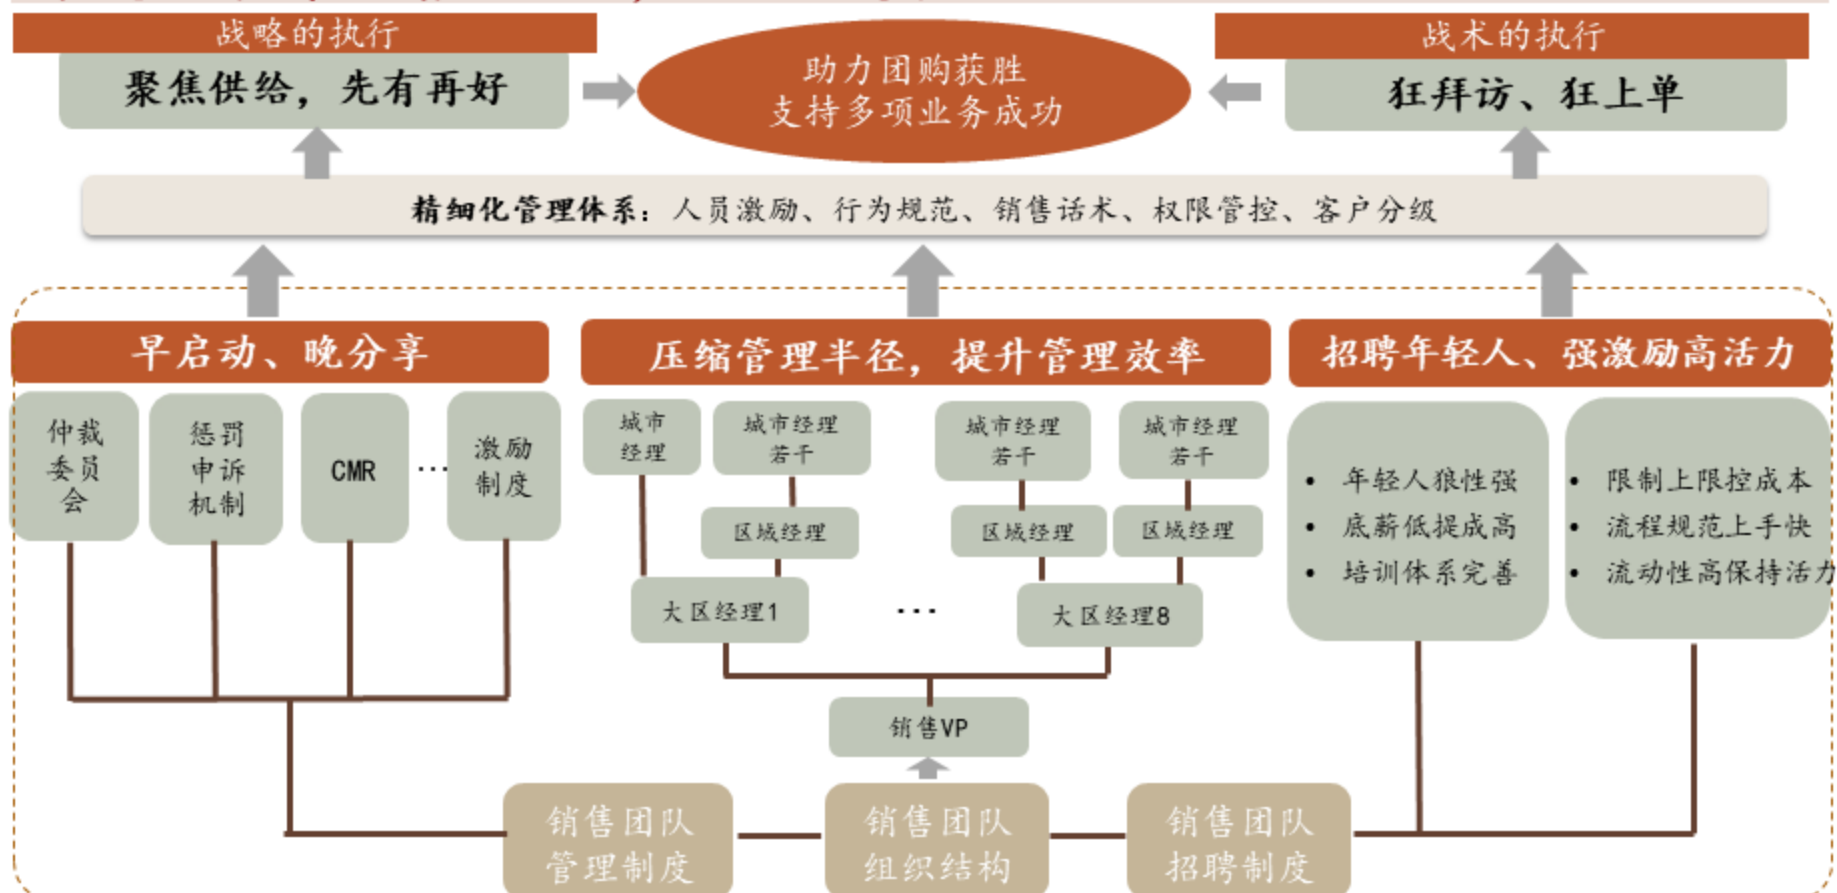 战略的执行
聚焦供给，先有再好
助力团购获胜
支持多项业务成功
战术的执行
狂拜访、狂上单
精细化管理体系：人员激励、行为规范、销售话术、权限管控、客户分级
早启动、晚分享
仲裁
委员
会
惩罚
申诉
机制
CMR
...
激励
制度
压缩管理半径，提升管理效率
城市
经理
城市经理
若干
城市经理
若干
城市经理
若干
区域经理
区域经理
区域经理
大区经理1
...
大区经理8
销售VP
招聘年轻人、强激励高活力
• 年轻人狼性强
• 底薪低提成高
• 培训体系完善
• 限制上限控成本
• 流程规范上手快
• 流动性高保持活力
销售团队
管理制度
销售团队
组织结构
销售团队
招聘制度